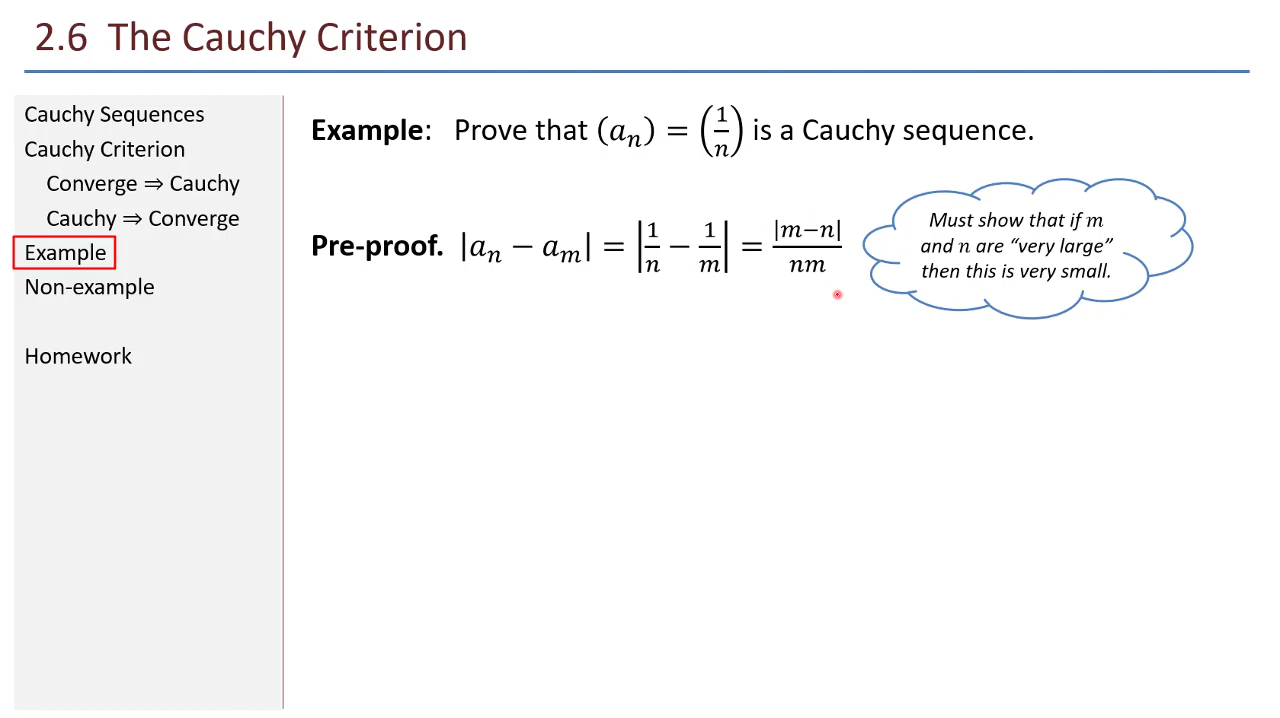 2.6 The Cauchy Criterion
Cauchy Sequences
Cauchy Criterion
Converge ⇒ Cauchy
Cauchy ⇒ Converge
Example
Non-example
Homework
Example: Prove that (aₙ) = (1/n) is a Cauchy sequence.
Pre-proof. |aₙ − aₘ| = |1/n − 1/m| = |m−n|/nm
Must show that if m
and n are “very large”
then this is very small.